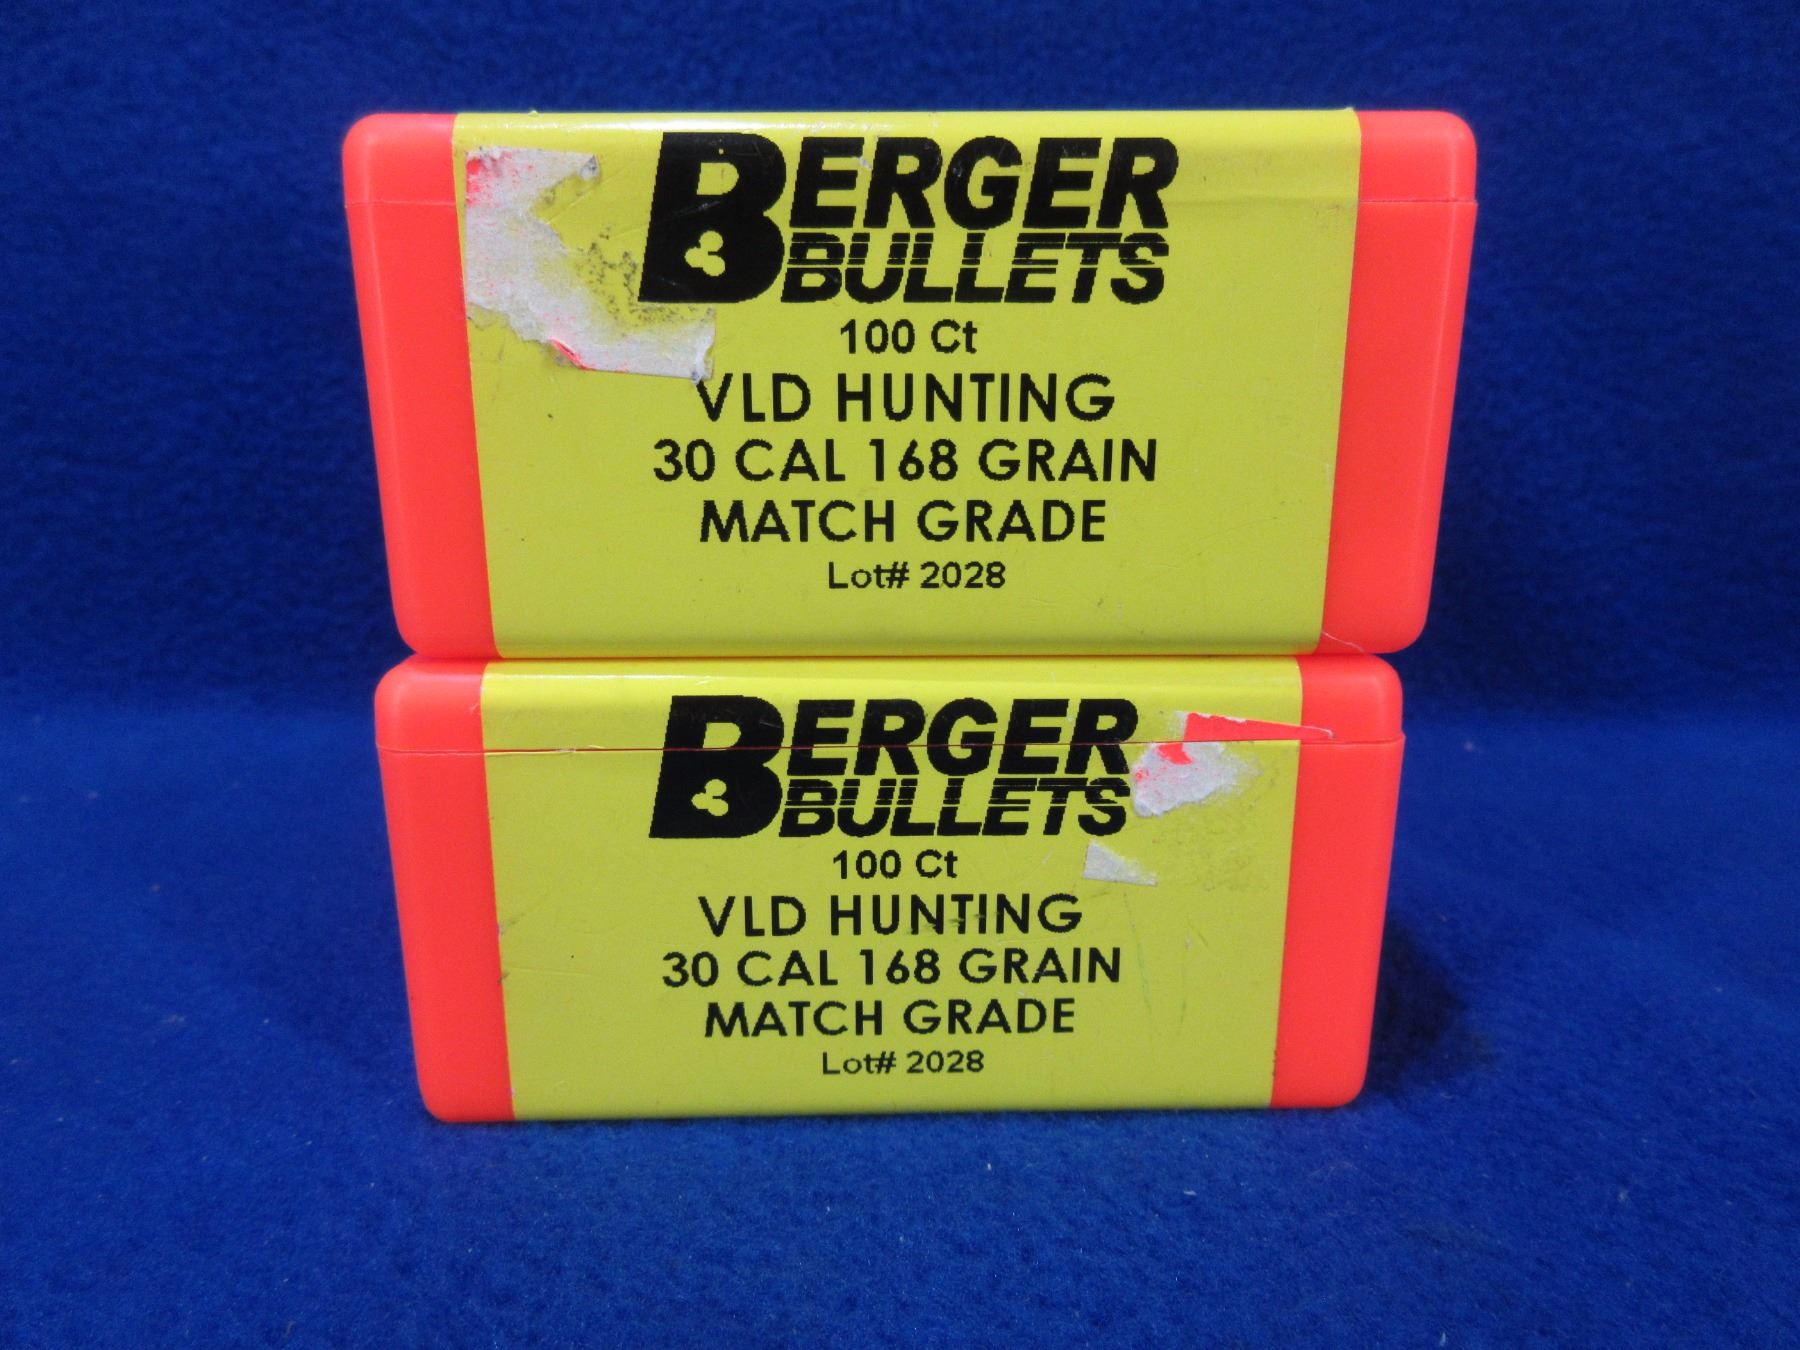 BERGER
BULLETS
100 Ct
VLD HUNTING
30 CAL 168 GRAIN
MATCH GRADE
Lot# 2028
BERGER
BULLETS
100 Ct
VLD HUNTING
30 CAL 168 GRAIN
MATCH GRADE
Lot# 2028